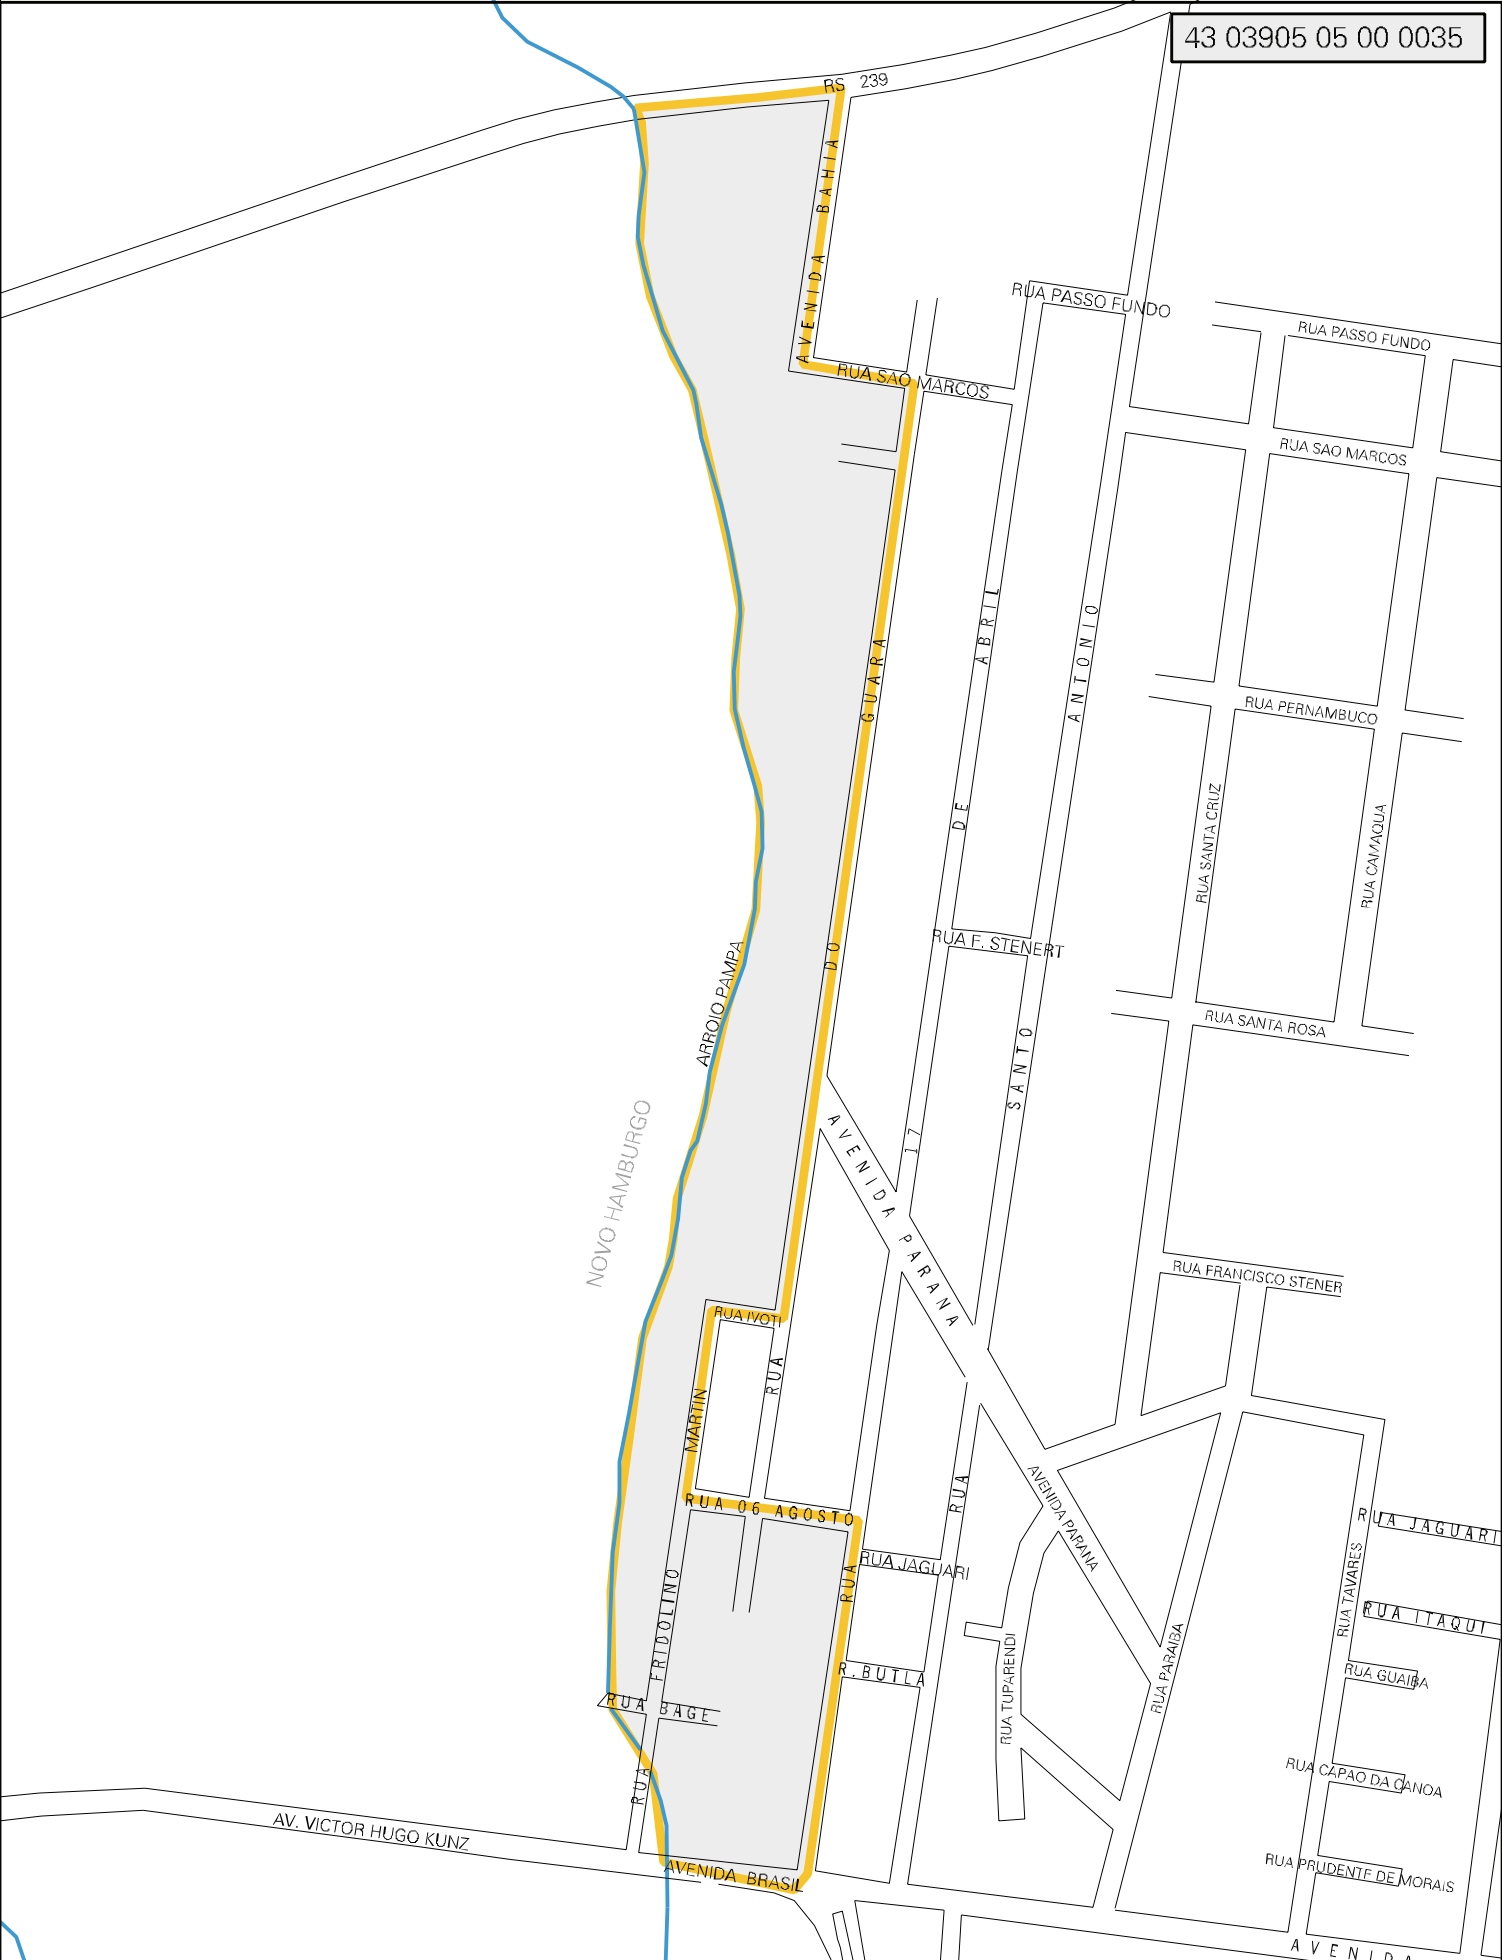 43 03905 05 00 0035
RS 239
AVENIDA BAHIA
RUA PASSO FUNDO
RUA PASSO FUNDO
RUA SAO MARCOS
RUA SAO MARCOS
RUA DO GUARA
RUA 17 DE ABRIL
RUA SANTO ANTONIO
RUA PERNAMBUCO
RUA SANTA CRUZ
RUA CAMAQUA
RUA F. STENERT
ARROIO PAMPA
RUA SANTA ROSA
NOVO HAMBURGO
AVENIDA PARANA
RUA FRANCISCO STENER
RUA IVOTI
RUA FRIDOLINO MARTIN
RUA 06 AGOSTO
AVENIDA PARANA
RUA JAGUARI
RUA JAGUARI
RUA TAVARES
RUA ITAQUI
RUA TUPARENDI
RUA PARAIBA
R.BUTLA
RUA GUAIBA
RUA BAGE
RUA CAPAO DA CANOA
AV. VICTOR HUGO KUNZ
AVENIDA BRASIL
RUA PRUDENTE DE MORAIS
AVENIDA